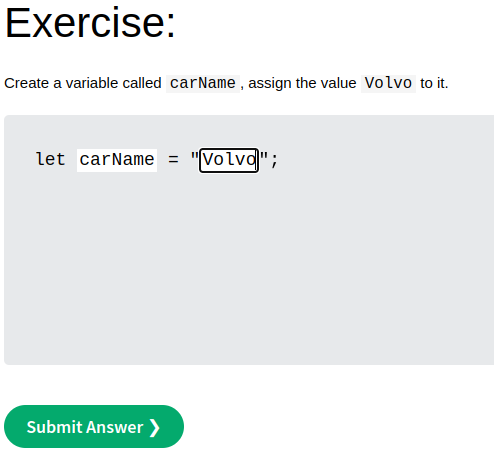 Exercise:
Create a variable called carName, assign the value Volvo to it.
let carName = "Volvo";
Submit Answer ❯